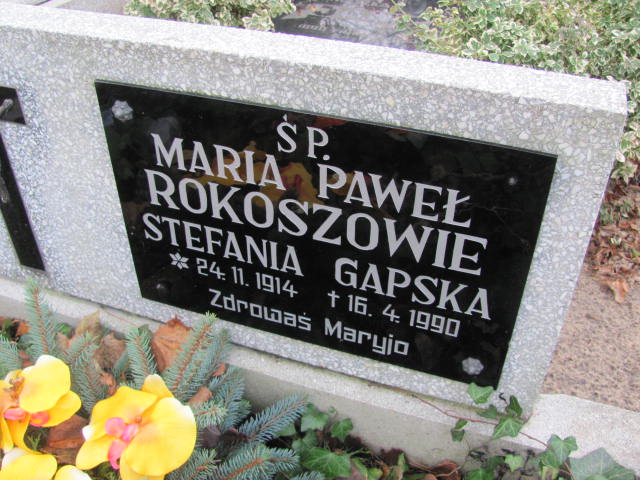 ŚP.
MARIA PAWEŁ
ROKOSZOWIE
STEFANIA GAPSKA
* 24. 11. 1914 † 16. 4. 1990
Zdrowaś Maryjo